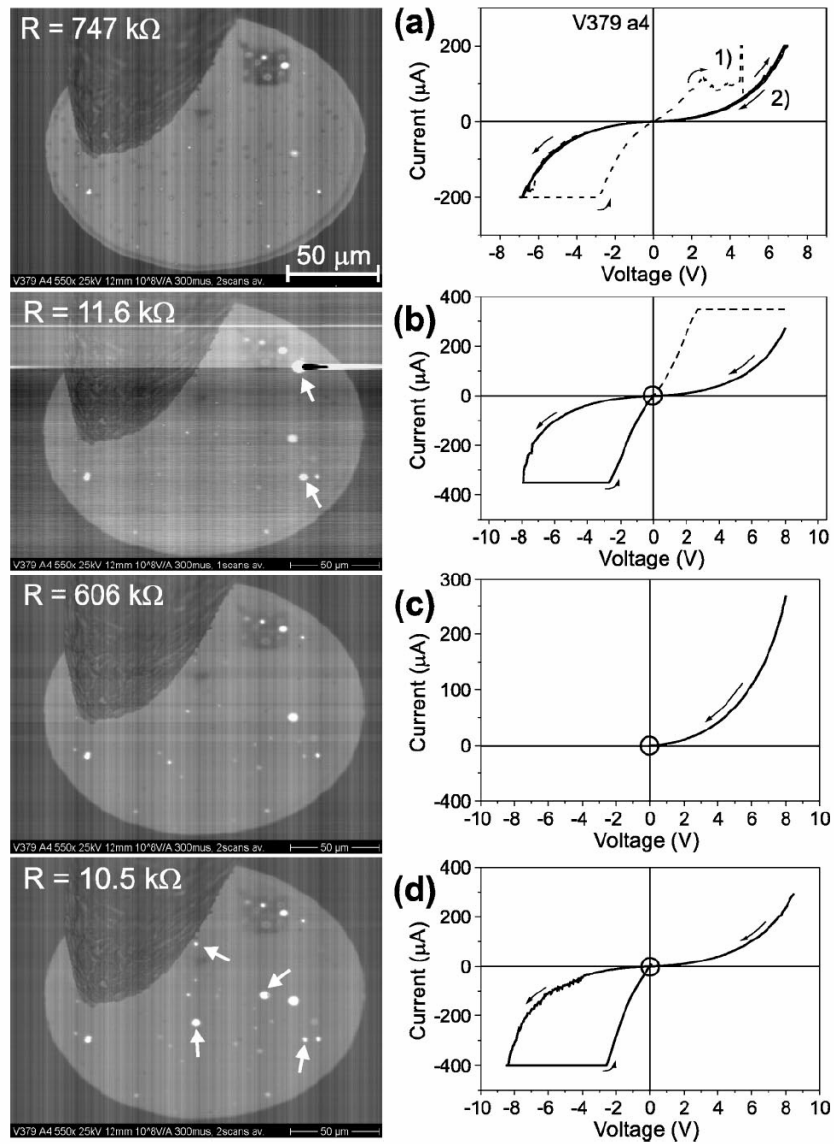 R = 747 kΩ
50 μm
V379 A4 550x 25kV 12mm 10^8V/A 300mus, 2scans av.
(a)
V379 a4
1)
2)
Current (μA)
200
0
-200
-8 -6 -4 -2 0 2 4 6 8
Voltage (V)
R = 11.6 kΩ
V379 A4 550x 25kV 12mm 10^8V/A 300mus, 1scans av. 50 μm
(b)
Current (μA)
400
200
0
-200
-400
-10 -8 -6 -4 -2 0 2 4 6 8 10
Voltage (V)
R = 606 kΩ
V379 A4 550x 25kV 12mm 10^8V/A 300mus, 2scans av. 50 μm
(c)
Current (μA)
300
200
100
0
-400
-10 -8 -6 -4 -2 0 2 4 6 8 10
Voltage (V)
R = 10.5 kΩ
V379 A4 550x 25kV 12mm 10^8V/A 300mus, 2scans av. 50 μm
(d)
Current (μA)
400
200
0
-200
-400
-10 -8 -6 -4 -2 0 2 4 6 8 10
Voltage (V)